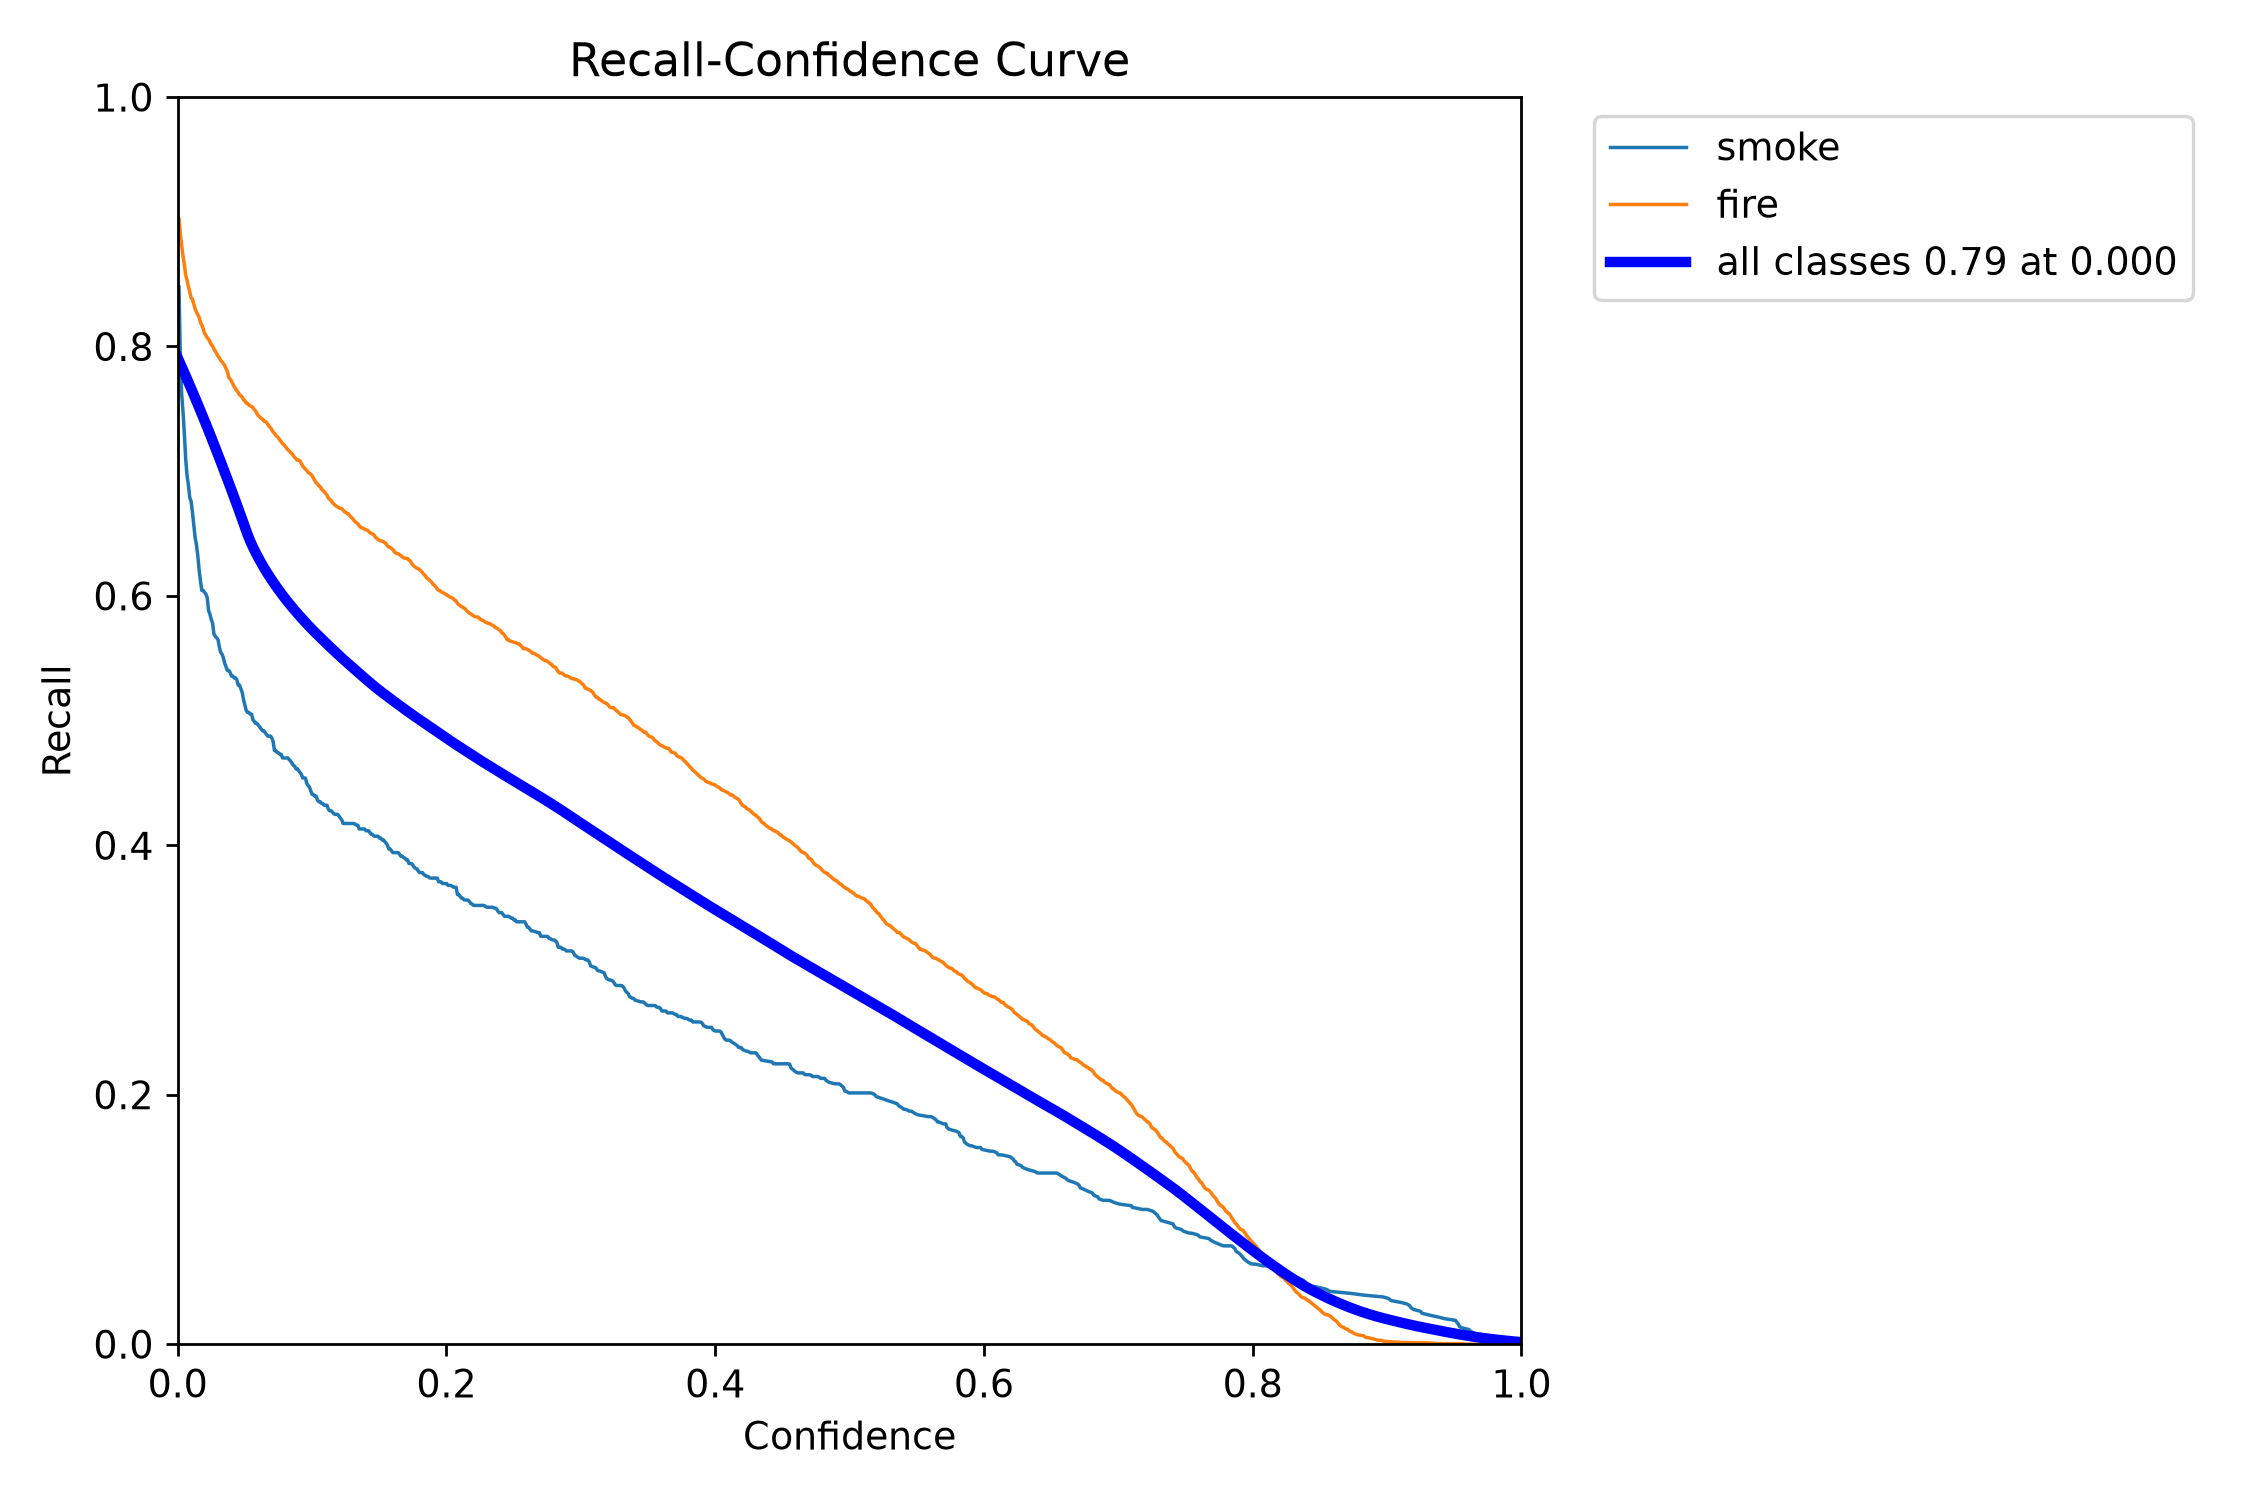 Recall-Confidence Curve
1.0
0.8
0.6
0.4
0.2
0.0
Recall
0.0 0.2 0.4 0.6 0.8 1.0
Confidence
smoke
fire
all classes 0.79 at 0.000